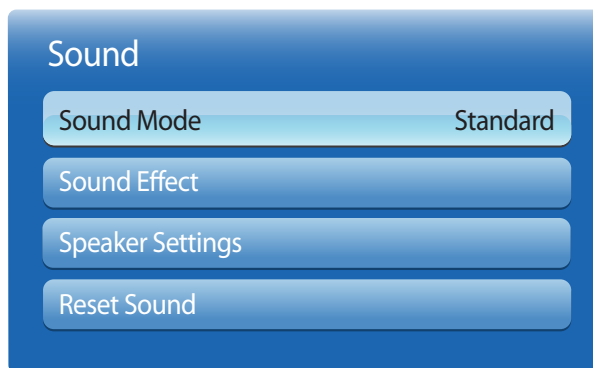 Sound
Sound Mode Standard
Sound Effect
Speaker Settings
Reset Sound